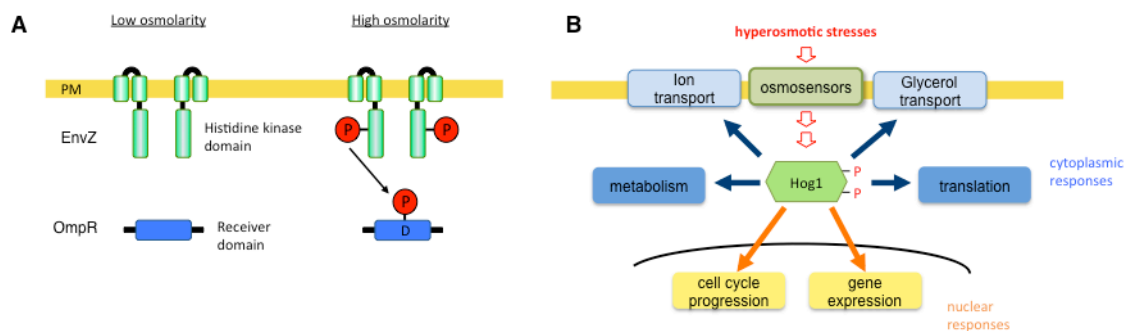 A
Low osmolarity
High osmolarity
PM
EnvZ
Histidine kinase
domain
P
P
P
OmpR
Receiver
domain
D
B
hyperosmotic stresses
Ion
transport
osmosensors
Glycerol
transport
metabolism
Hog1
P
P
translation
cytoplasmic
responses
cell cycle
progression
gene
expression
nuclear
responses